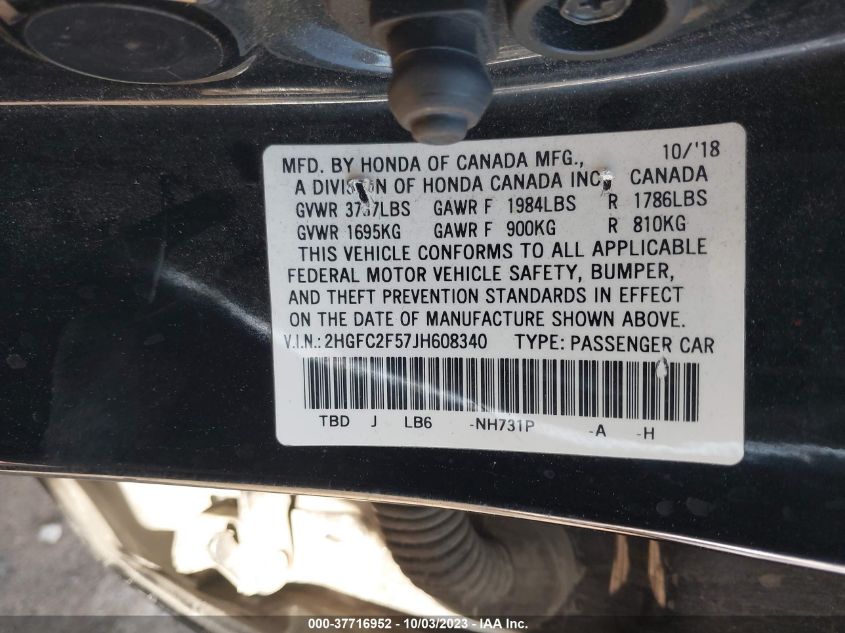 MFD. BY HONDA OF CANADA MFG., 10/'18
A DIVISION OF HONDA CANADA INC. CANADA
GVWR 3737LBS GAWR F 1984LBS R 1786LBS
GVWR 1695KG GAWR F 900KG R 810KG
THIS VEHICLE CONFORMS TO ALL APPLICABLE
FEDERAL MOTOR VEHICLE SAFETY, BUMPER,
AND THEFT PREVENTION STANDARDS IN EFFECT
ON THE DATE OF MANUFACTURE SHOWN ABOVE.
V.I.N.: 2HGFC2F57JH608340 TYPE: PASSENGER CAR
TBD J LB6 -NH731P -A -H
000-37716952 - 10/03/2023 - IAA Inc.